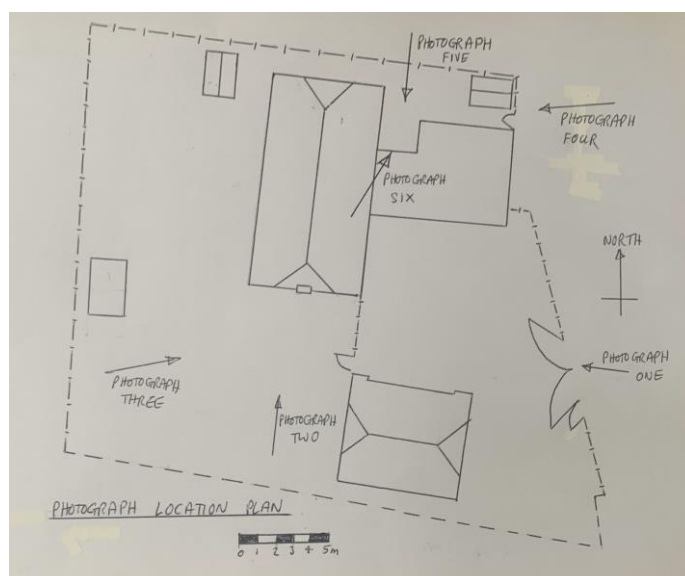 PHOTOGRAPH
FIVE
PHOTOGRAPH
FOUR
PHOTOGRAPH
SIX
NORTH
PHOTOGRAPH
ONE
PHOTOGRAPH
THREE
PHOTOGRAPH
TWO
PHOTOGRAPH LOCATION PLAN
0 1 2 3 4 5m